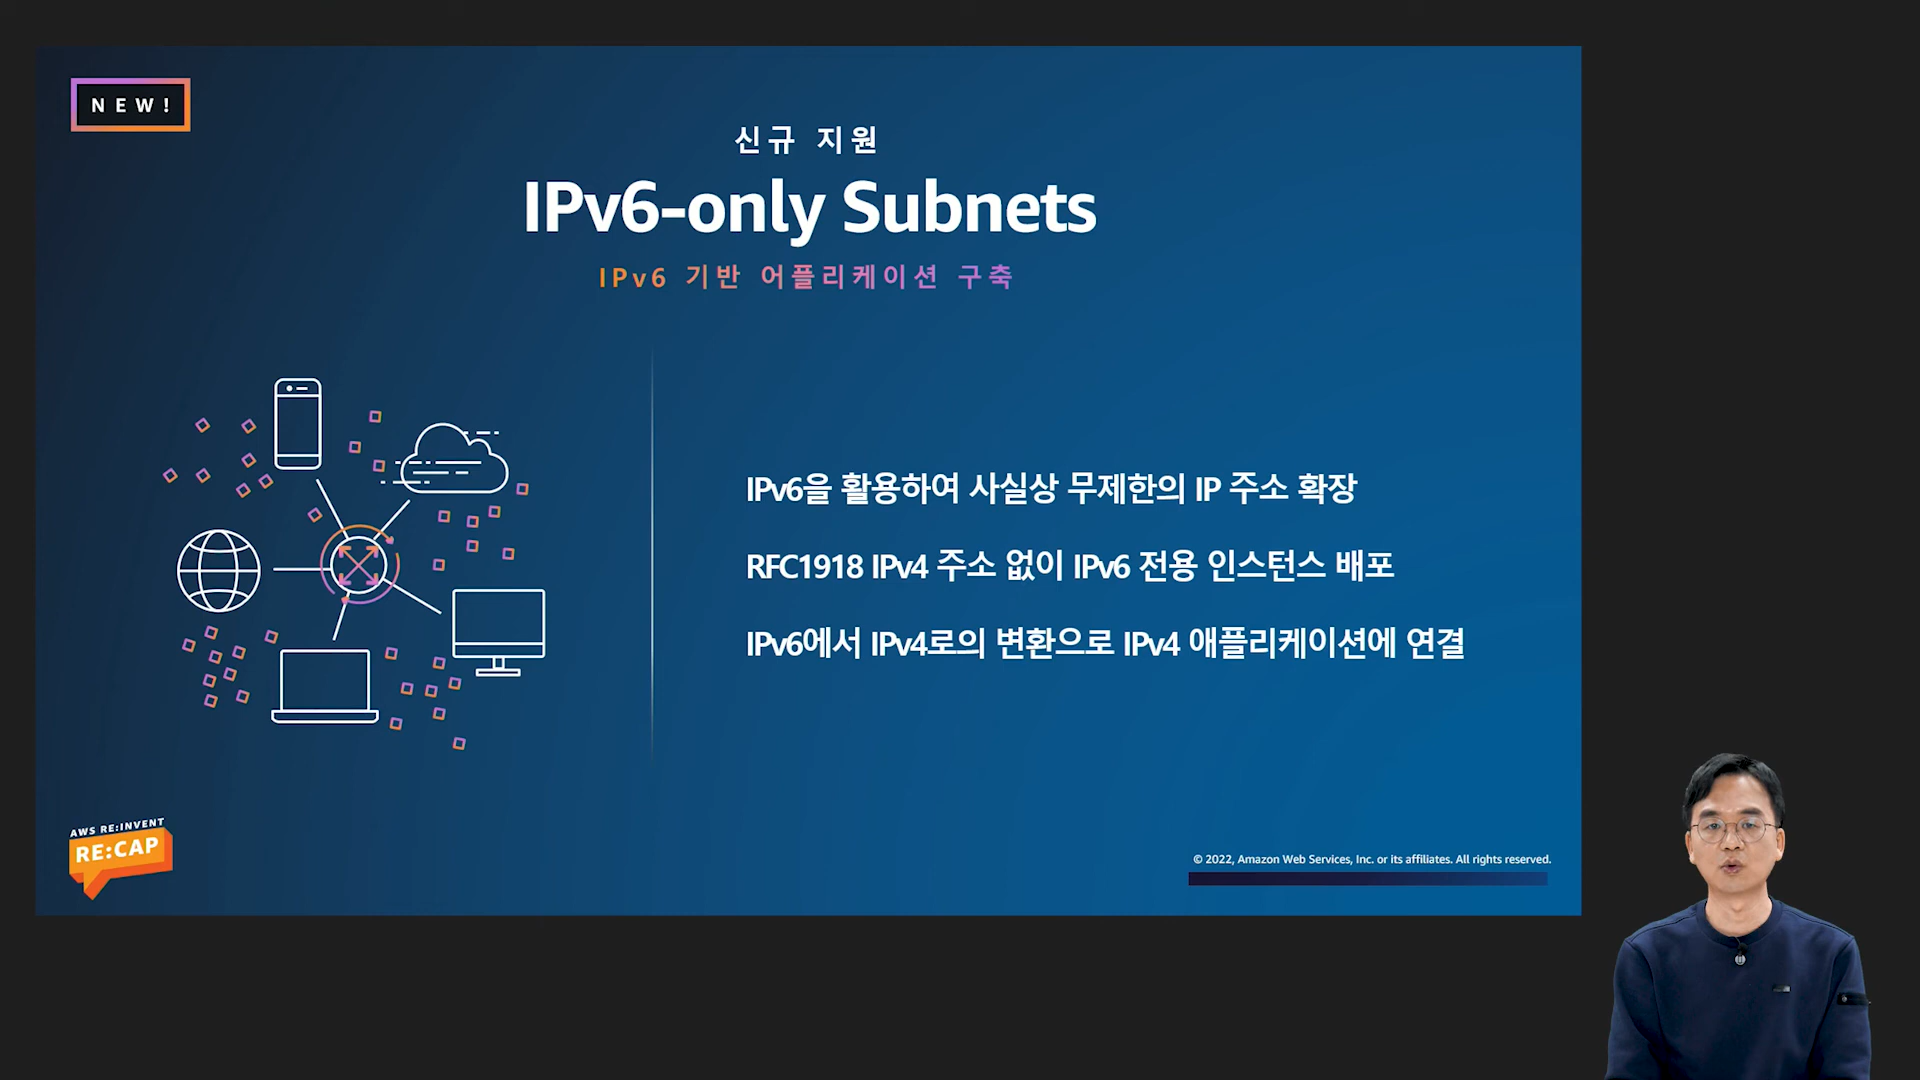 NEW!
신규 지원
IPv6-only Subnets
IPv6 기반 어플리케이션 구축
IPv6을 활용하여 사실상 무제한의 IP 주소 확장
RFC1918 IPv4 주소 없이 IPv6 전용 인스턴스 배포
IPv6에서 IPv4로의 변환으로 IPv4 애플리케이션에 연결
AWS RE:INVENT
RE:CAP
© 2022, Amazon Web Services, Inc. or its affiliates. All rights reserved.